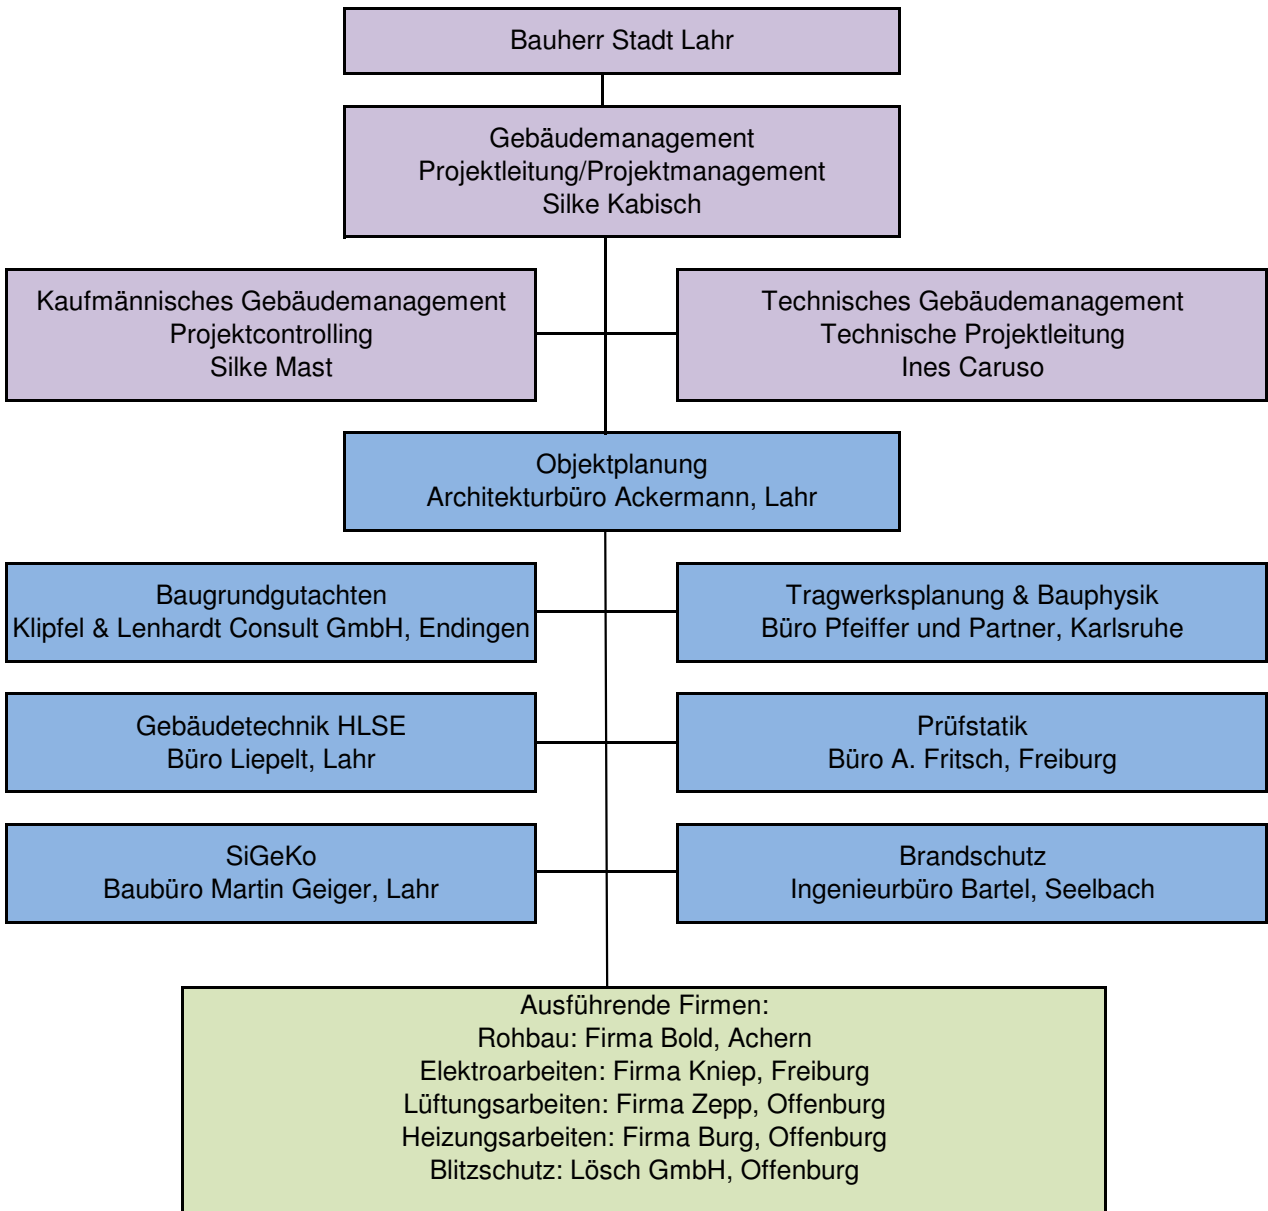 Bauherr Stadt Lahr
Gebäudemanagement
Projektleitung/Projektmanagement
Silke Kabisch
Kaufmännisches Gebäudemanagement
Projektcontrolling
Silke Mast
Technisches Gebäudemanagement
Technische Projektleitung
Ines Caruso
Objektplanung
Architekturbüro Ackermann, Lahr
Baugrundgutachten
Klipfel & Lenhardt Consult GmbH, Endingen
Tragwerksplanung & Bauphysik
Büro Pfeiffer und Partner, Karlsruhe
Gebäudetechnik HLSE
Büro Liepelt, Lahr
Prüfstatik
Büro A. Fritsch, Freiburg
SiGeKo
Baubüro Martin Geiger, Lahr
Brandschutz
Ingenieurbüro Bartel, Seelbach
Ausführende Firmen:
Rohbau: Firma Bold, Achern
Elektroarbeiten: Firma Kniep, Freiburg
Lüftungsarbeiten: Firma Zepp, Offenburg
Heizungsarbeiten: Firma Burg, Offenburg
Blitzschutz: Lösch GmbH, Offenburg